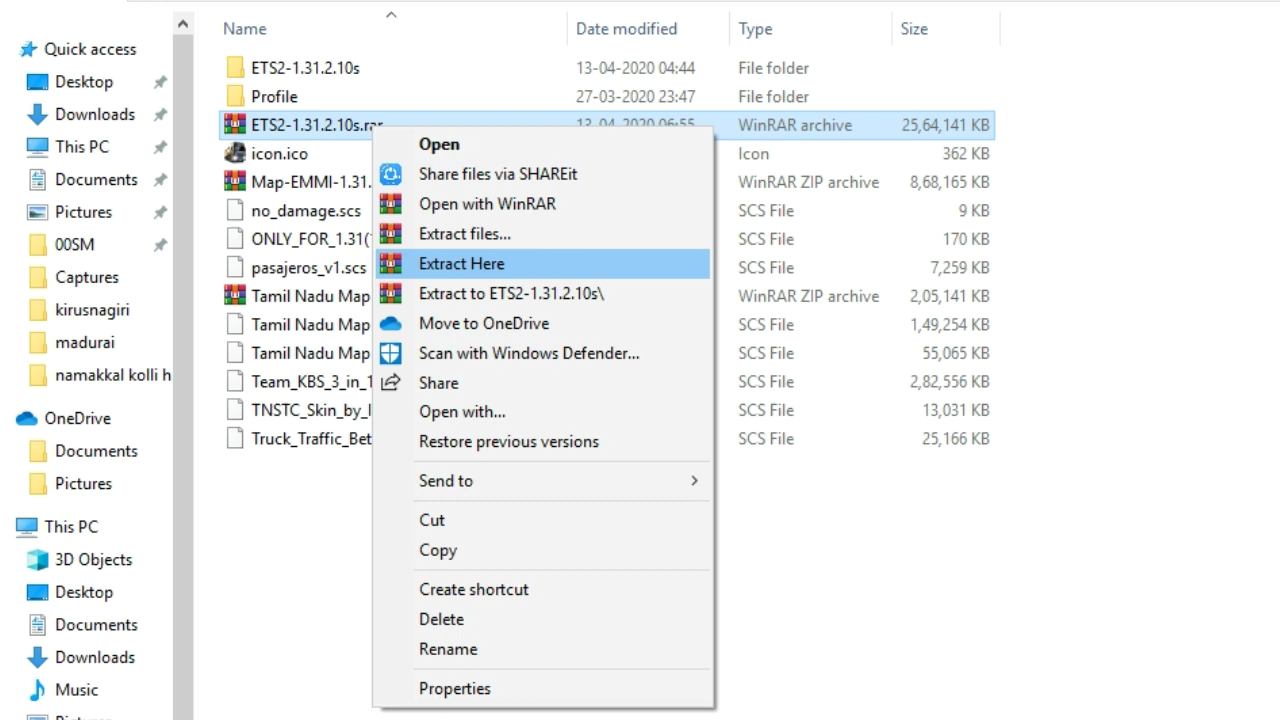 Name Date modified Type Size
Quick access
Desktop
Downloads
This PC
Documents
Pictures
00SM
Captures
kirusnagiri
madurai
namakkal kolli h
OneDrive
Documents
Pictures
This PC
3D Objects
Desktop
Documents
Downloads
Music
ETS2-1.31.2.10s 13-04-2020 04:44 File folder
Profile 27-03-2020 23:47 File folder
ETS2-1.31.2.10s.rar 13-04-2020 06:55 WinRAR archive 25,64,141 KB
icon.ico Icon 362 KB
Map-EMMI-1.31. WinRAR ZIP archive 8,68,165 KB
no_damage.scs SCS File 9 KB
ONLY_FOR_1.31( SCS File 170 KB
pasajeros_v1.scs SCS File 7,259 KB
Tamil Nadu Map WinRAR ZIP archive 2,05,141 KB
Tamil Nadu Map SCS File 1,49,254 KB
Tamil Nadu Map SCS File 55,065 KB
Team_KBS_3_in_1 SCS File 2,82,556 KB
TNSTC_Skin_by_ SCS File 13,031 KB
Truck_Traffic_Bet SCS File 25,166 KB
Open
Share files via SHAREit
Open with WinRAR
Extract files...
Extract Here
Extract to ETS2-1.31.2.10s\
Move to OneDrive
Scan with Windows Defender...
Share
Open with...
Restore previous versions
Send to
Cut
Copy
Create shortcut
Delete
Rename
Properties